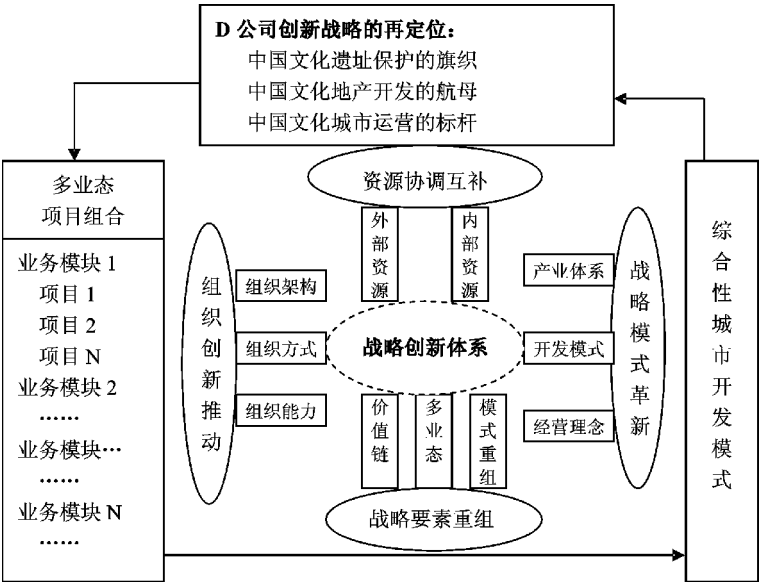 D 公司创新战略的再定位：
中国文化遗址保护的旗织
中国文化地产开发的航母
中国文化城市运营的标杆
多业态
项目组合
业务模块 1
项目 1
项目 2
项目 N
业务模块 2
……
业务模块…
……
业务模块 N
……
资源协调互补
外部资源
内部资源
组织创新推动
组织架构
组织方式
组织能力
战略创新体系
产业体系
开发模式
经营理念
战略模式革新
价值链
多业态
模式重组
战略要素重组
综合性城市开发模式